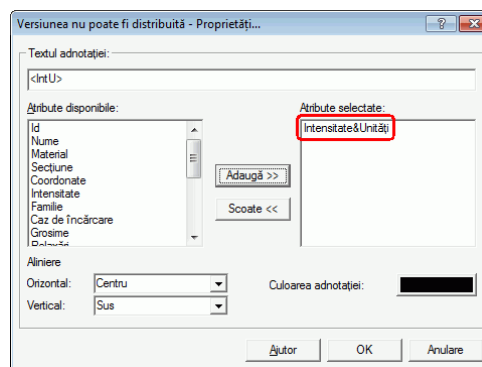 Versiunea nu poate fi distribuită - Proprietăți...
Textul adnotației:
<IntU>
Atribute disponibile:
Atribute selectate:
Id
Nume
Material
Secțiune
Coordonate
Intensitate
Familie
Caz de încărcare
Grosime
Relaxări
Intensitate&Unități
Adaugă >>
Scoate <<
Aliniere
Orizontal: Centru
Culoarea adnotației:
Vertical: Sus
Ajutor
OK
Anulare